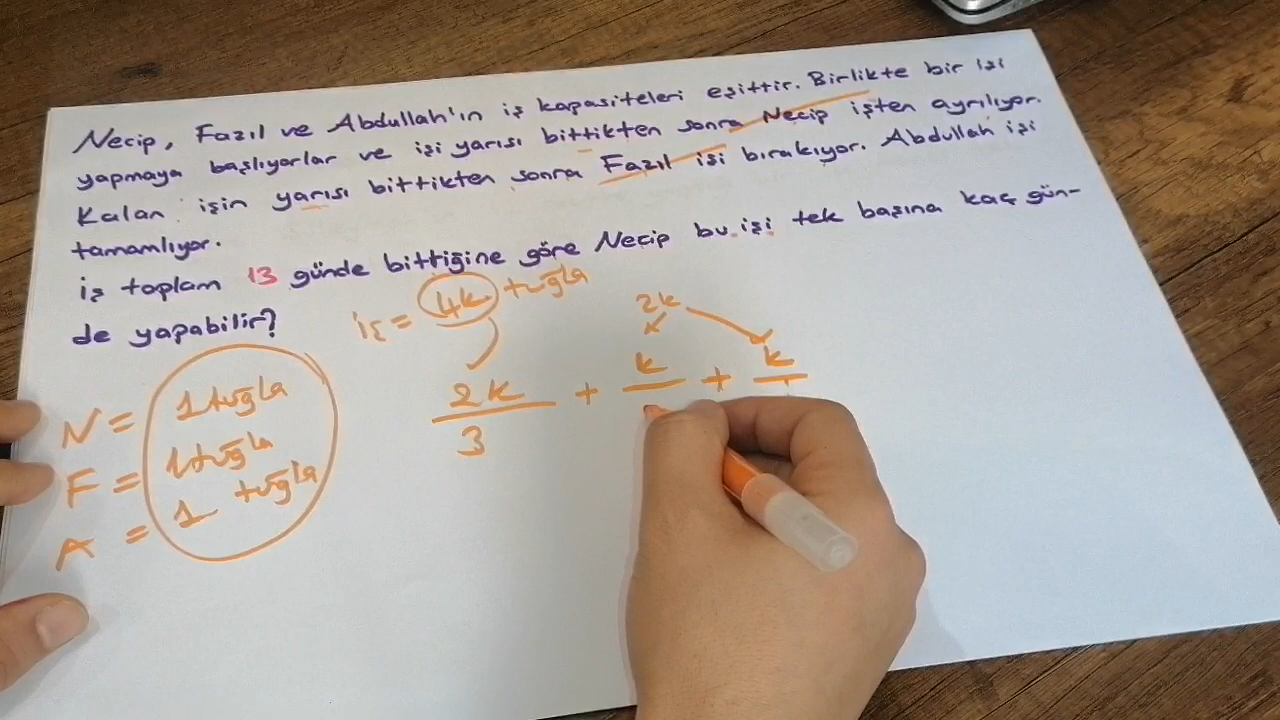 Necip, Fazıl ve Abdullah'ın iş kapasiteleri eşittir. Birlikte bir işi
yapmaya başlıyorlar ve işi yarısı bittikten sonra Necip işten ayrılıyor.
Kalan işin yarısı bittikten sonra Fazıl işi bırakıyor. Abdullah işi
tamamlıyor.
İş toplam 13 günde bittiğine göre Necip bu işi tek başına kaç gün-
de yapabilir?
iş = 4k tuğla
2k
2k/3 + k/ + k/
N = 1 tuğla
F = 1 tuğla
A = 1 tuğla